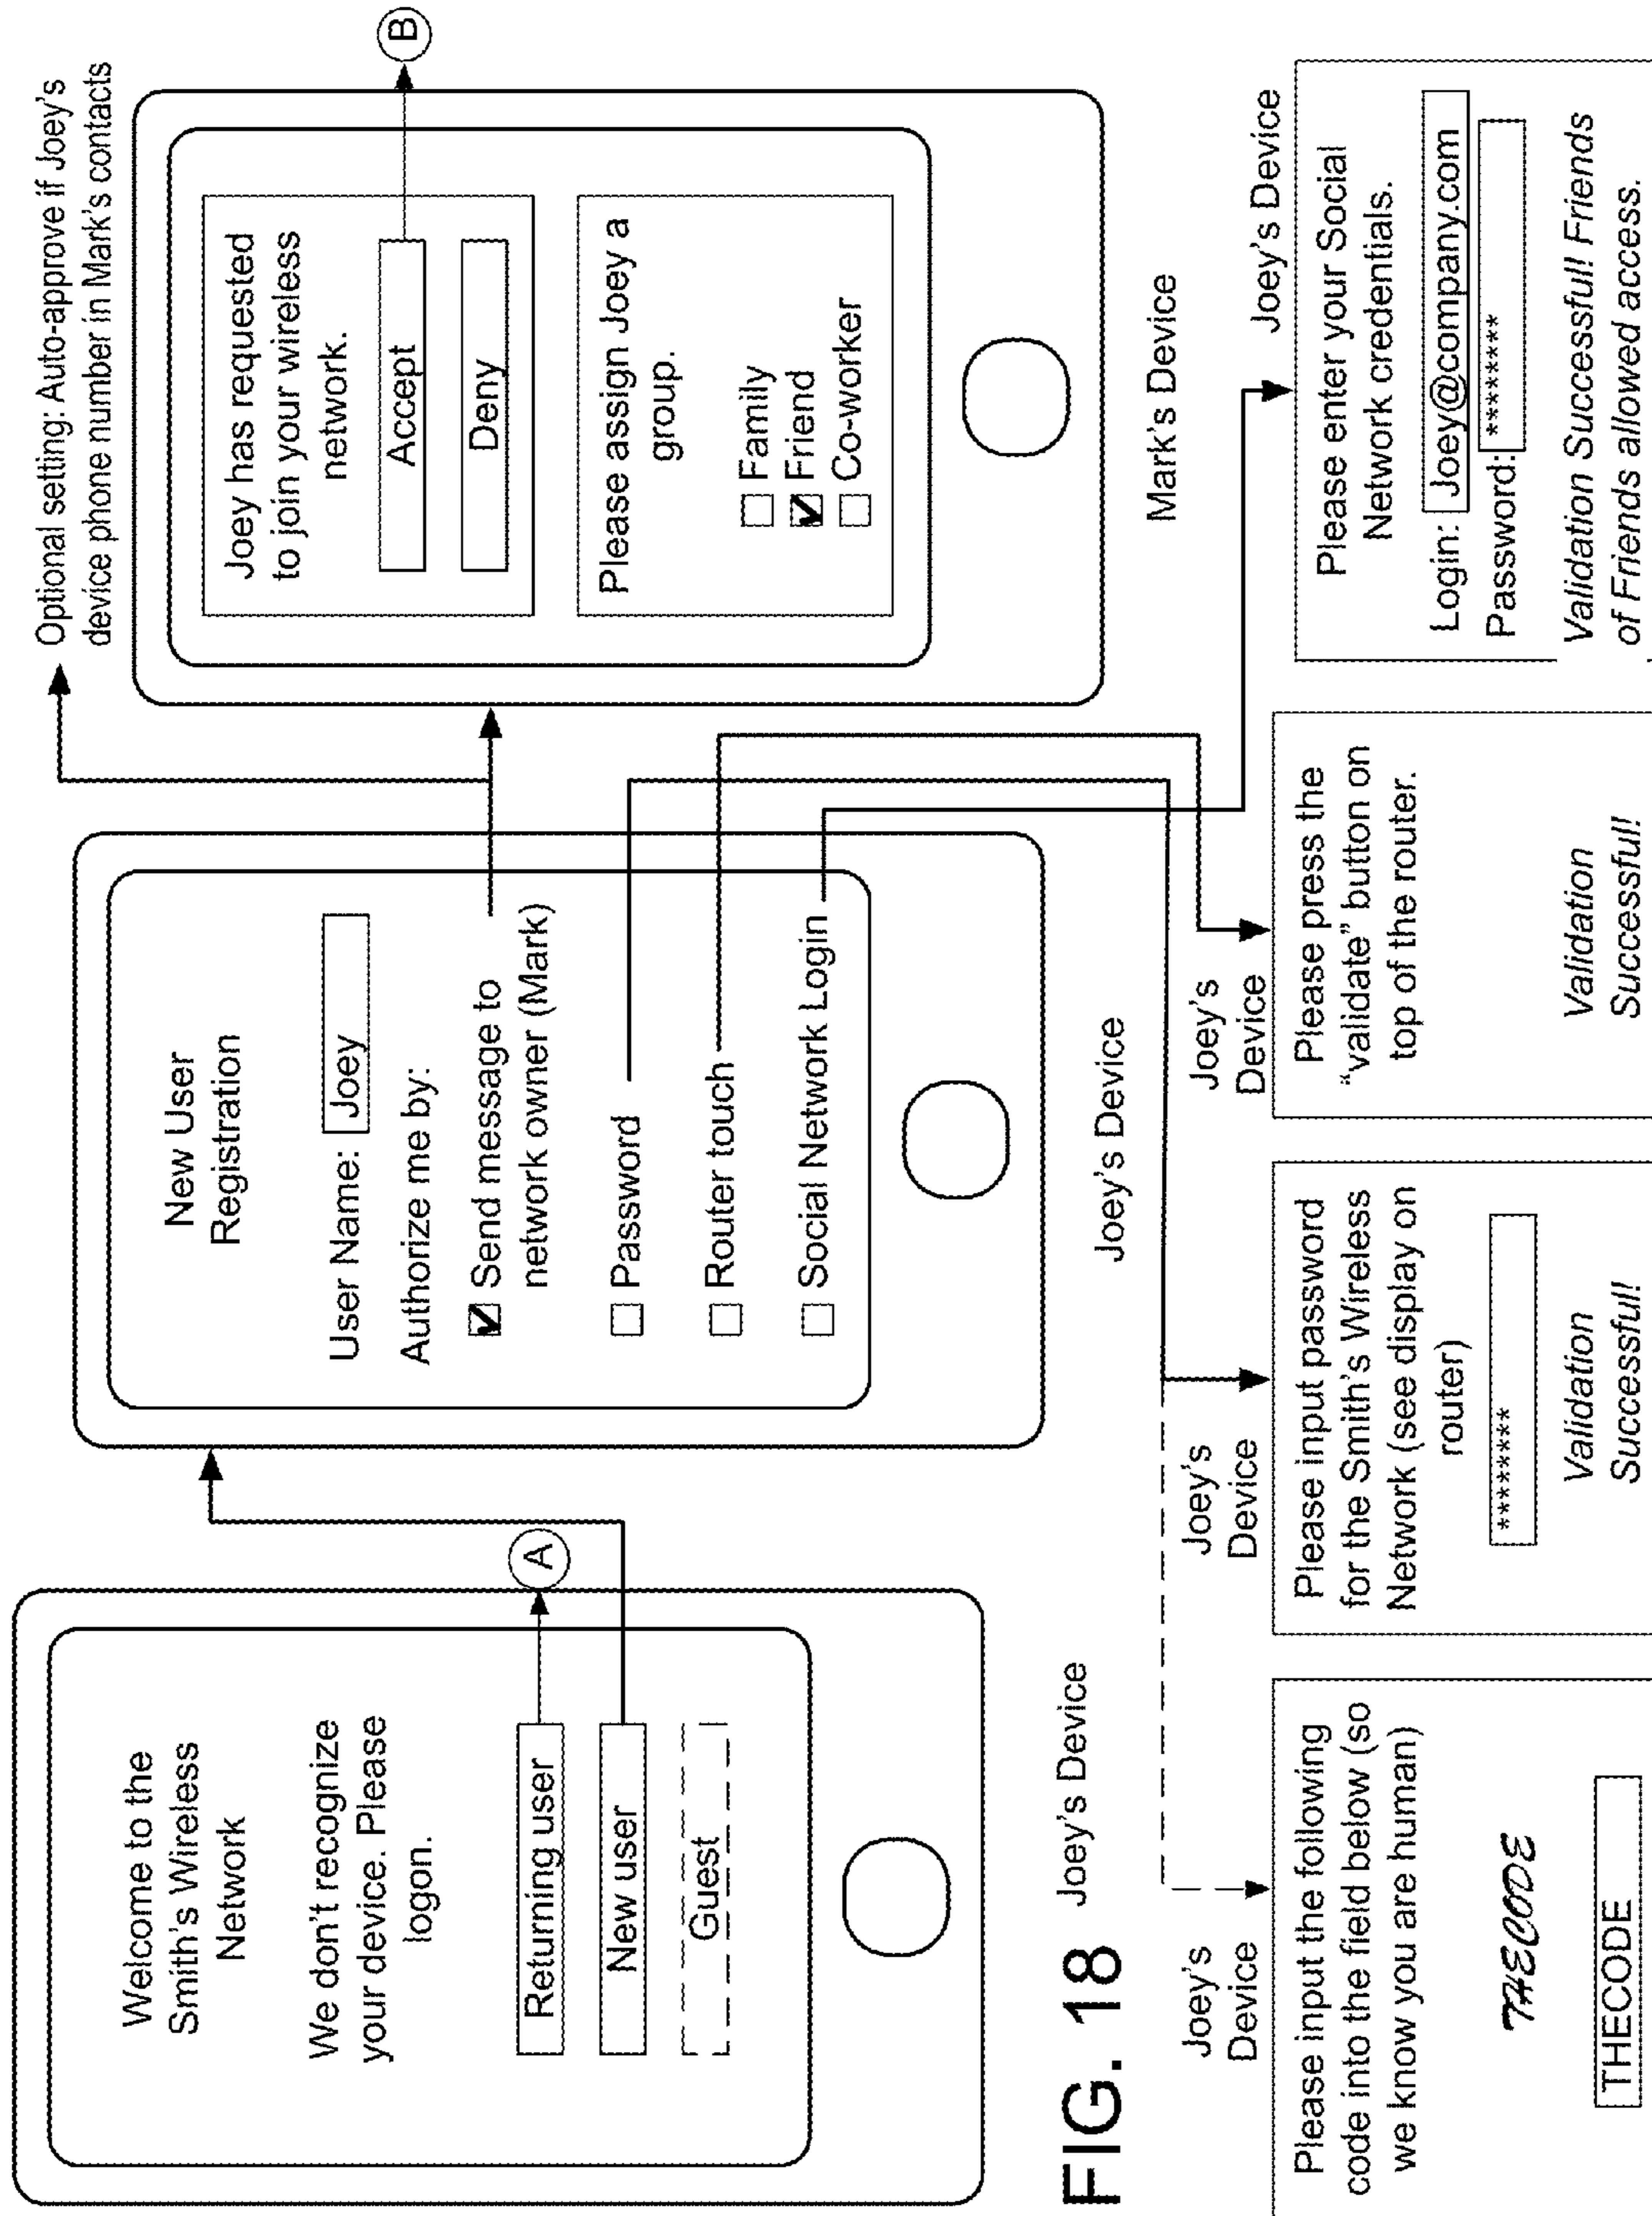 Welcome to the
Smith's Wireless
Network
We don't recognize
your device. Please
logon.
Returning user
A
New user
Guest
Joey's Device
New User
Registration
User Name: Joey
Authorize me by:
Send message to
network owner (Mark)
Password
Router touch
Social Network Login
Joey's Device
Optional setting: Auto-approve if Joey's
device phone number in Mark's contacts
Joey has requested
to join your wireless
network.
Accept
B
Deny
Please assign Joey a
group.
Family
Friend
Co-worker
Mark's Device
FIG. 18
Joey's
Device
Please input the following
code into the field below (so
we know you are human)
THECODE
THECODE
Joey's
Device
Please input password
for the Smith's Wireless
Network (see display on
router)
********
Validation
Successful!
Joey's
Device
Please press the
“validate” button on
top of the router.
Validation
Successful!
Joey's Device
Please enter your Social
Network credentials.
Login: Joey@company.com
Password: ********
Validation Successful! Friends
of Friends allowed access.